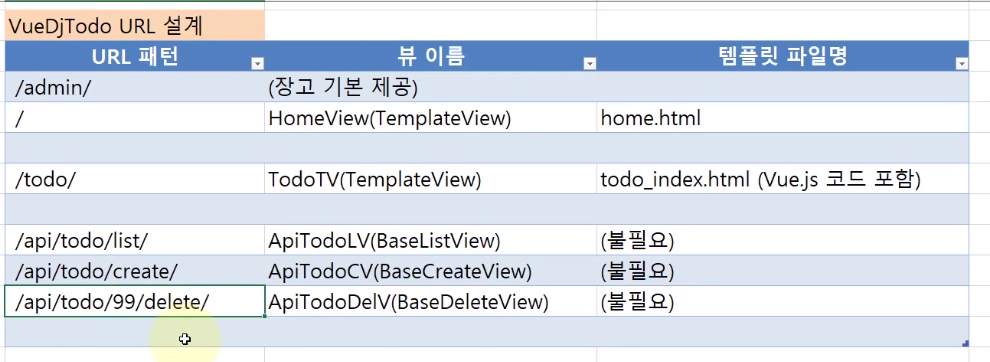 VueDjTodo URL 설계
URL 패턴 뷰 이름 템플릿 파일명
/admin/ (장고 기본 제공)
/ HomeView(TemplateView) home.html
/todo/ TodoTV(TemplateView) todo_index.html (Vue.js 코드 포함)
/api/todo/list/ ApiTodoLV(BaseListView) (불필요)
/api/todo/create/ ApiTodoCV(BaseCreateView) (불필요)
/api/todo/99/delete/ ApiTodoDelV(BaseDeleteView) (불필요)